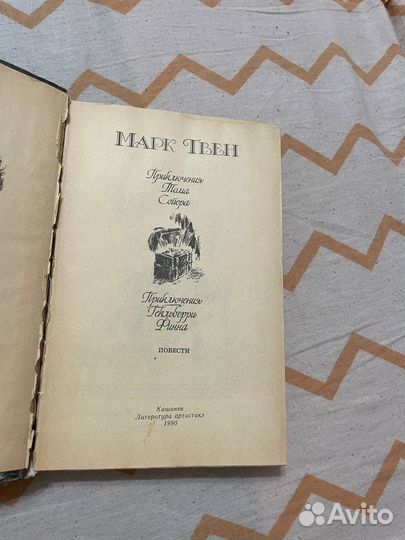 Марк Твен
Приключения
Тома
Сойера
Приключения
Гекльберри
Финна
ПОВЕСТИ
Кишинев
Литература артистикэ
1990
Avito